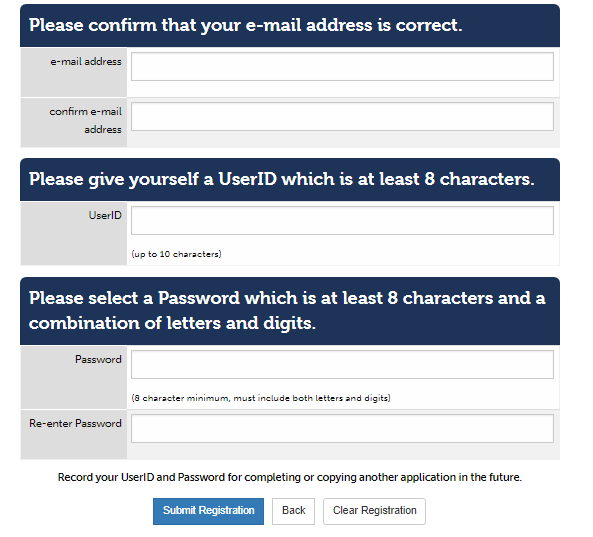 Please confirm that your e-mail address is correct.
e-mail address
confirm e-mail
address
Please give yourself a UserID which is at least 8 characters.
UserID
(up to 10 characters)
Please select a Password which is at least 8 characters and a
combination of letters and digits.
Password
(8 character minimum, must include both letters and digits)
Re-enter Password
Record your UserID and Password for completing or copying another application in the future.
Submit Registration Back Clear Registration